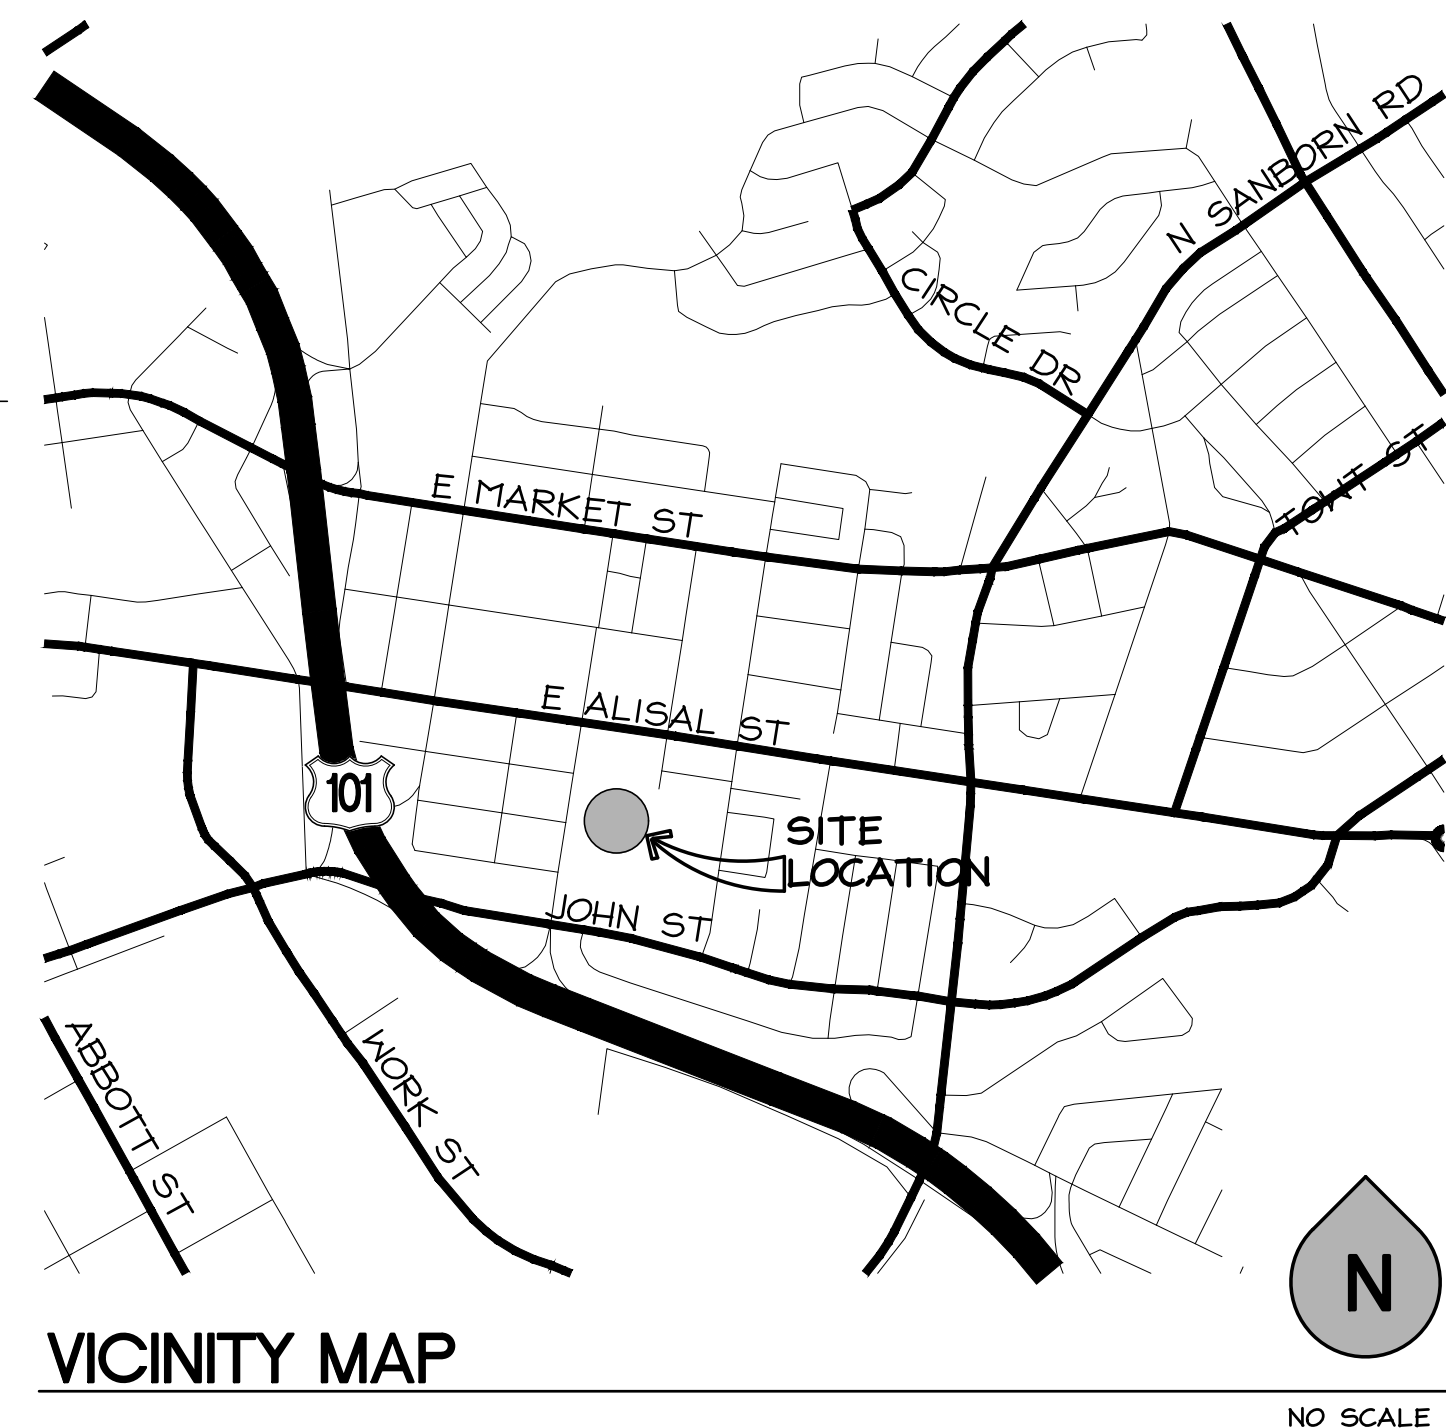 N SANBORN RD
CIRCLE DR
TOWT ST
E MARKET ST
E ALISAL ST
101
SITE
LOCATION
JOHN ST
ABBOTT ST
WORK ST
N
VICINITY MAP
NO SCALE